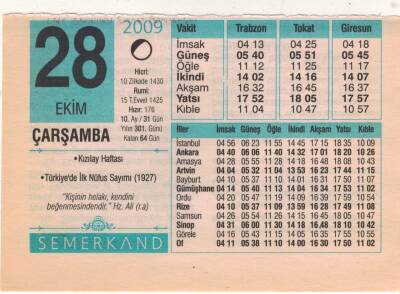 28
2009
Hicri:
10 Zilkade 1430
Rumi:
15 T.Evvel 1425
Hızır: 176
10. Ay / 31 Gün
Yılın 301. Günü
Kalan 64 Gün
EKİM
ÇARŞAMBA
• Kızılay Haftası
• Türkiye'de İlk Nüfus Sayımı (1927)
"Kişinin helakı, kendini
beğenmesindendir." Hz. Ali (r.a)
SEMERKAND
Vakit Trabzon Tokat Giresun
İmsak 04 13 04 25 04 18
Güneş 05 40 05 51 05 45
Öğle 11 12 11 25 11 17
İkindi 14 02 14 16 14 07
Akşam 16 32 16 45 16 37
Yatsı 17 52 18 05 17 57
Kıble 11 04 10 47 10 57
İller İmsak Güneş Öğle İkindi Akşam Yatsı Kıble
İstanbul 04 56 06 23 11 55 14 45 17 15 18 35 10 09
Ankara 04 40 06 06 11 40 14 32 17 01 18 20 10 26
Amasya 04 28 05 55 11 28 14 18 16 48 18 08 10 45
Artvin 04 04 05 32 11 04 13 53 16 23 17 44 11 15
Bayburt 04 10 05 37 11 10 14 01 16 31 17 51 11 07
Gümüşhane 04 14 05 40 11 13 14 04 16 34 17 53 11 02
Ordu 04 20 05 47 11 19 14 09 16 39 17 59 10 54
Rize 04 10 05 37 11 09 13 59 16 29 17 49 11 08
Samsun 04 26 05 54 11 26 14 15 16 45 18 05 10 42
Sinop 04 31 06 00 11 30 14 18 16 48 18 10 10 42
Görele 04 16 05 43 11 15 14 04 16 34 17 55 10 59
Of 04 11 05 38 11 10 14 00 16 30 17 50 11 02